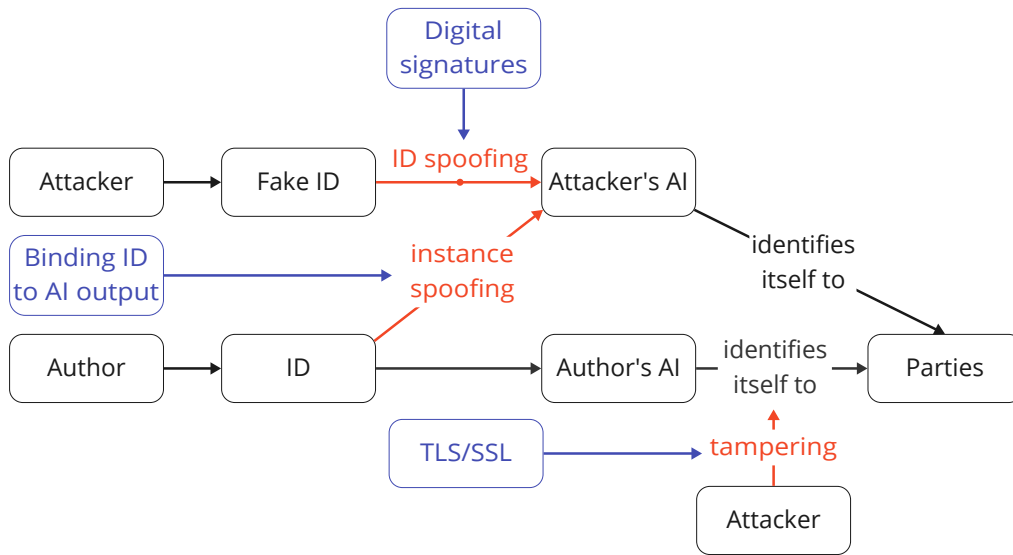 Digital
signatures
Attacker
Fake ID
ID spoofing
Attacker's AI
identifies
itself to
Binding ID
to AI output
instance
spoofing
Author
ID
Author's AI
identifies
itself to
Parties
TLS/SSL
tampering
Attacker